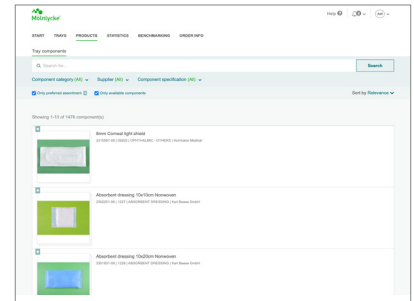 Mölnlycke
Help
START TRAYS PRODUCTS STATISTICS BENCHMARKING ORDER INFO
Tray components
Search for...
Search
Component category (All) Supplier (All) Component specification (All)
Only preferred assortment
Only available components
Sort by Relevance
Showing 1-10 of 1476 component(s)
9mm Corneal light-shield
Absorbent dressing 10x10cm Nonwoven
Absorbent dressing 10x20cm Nonwoven